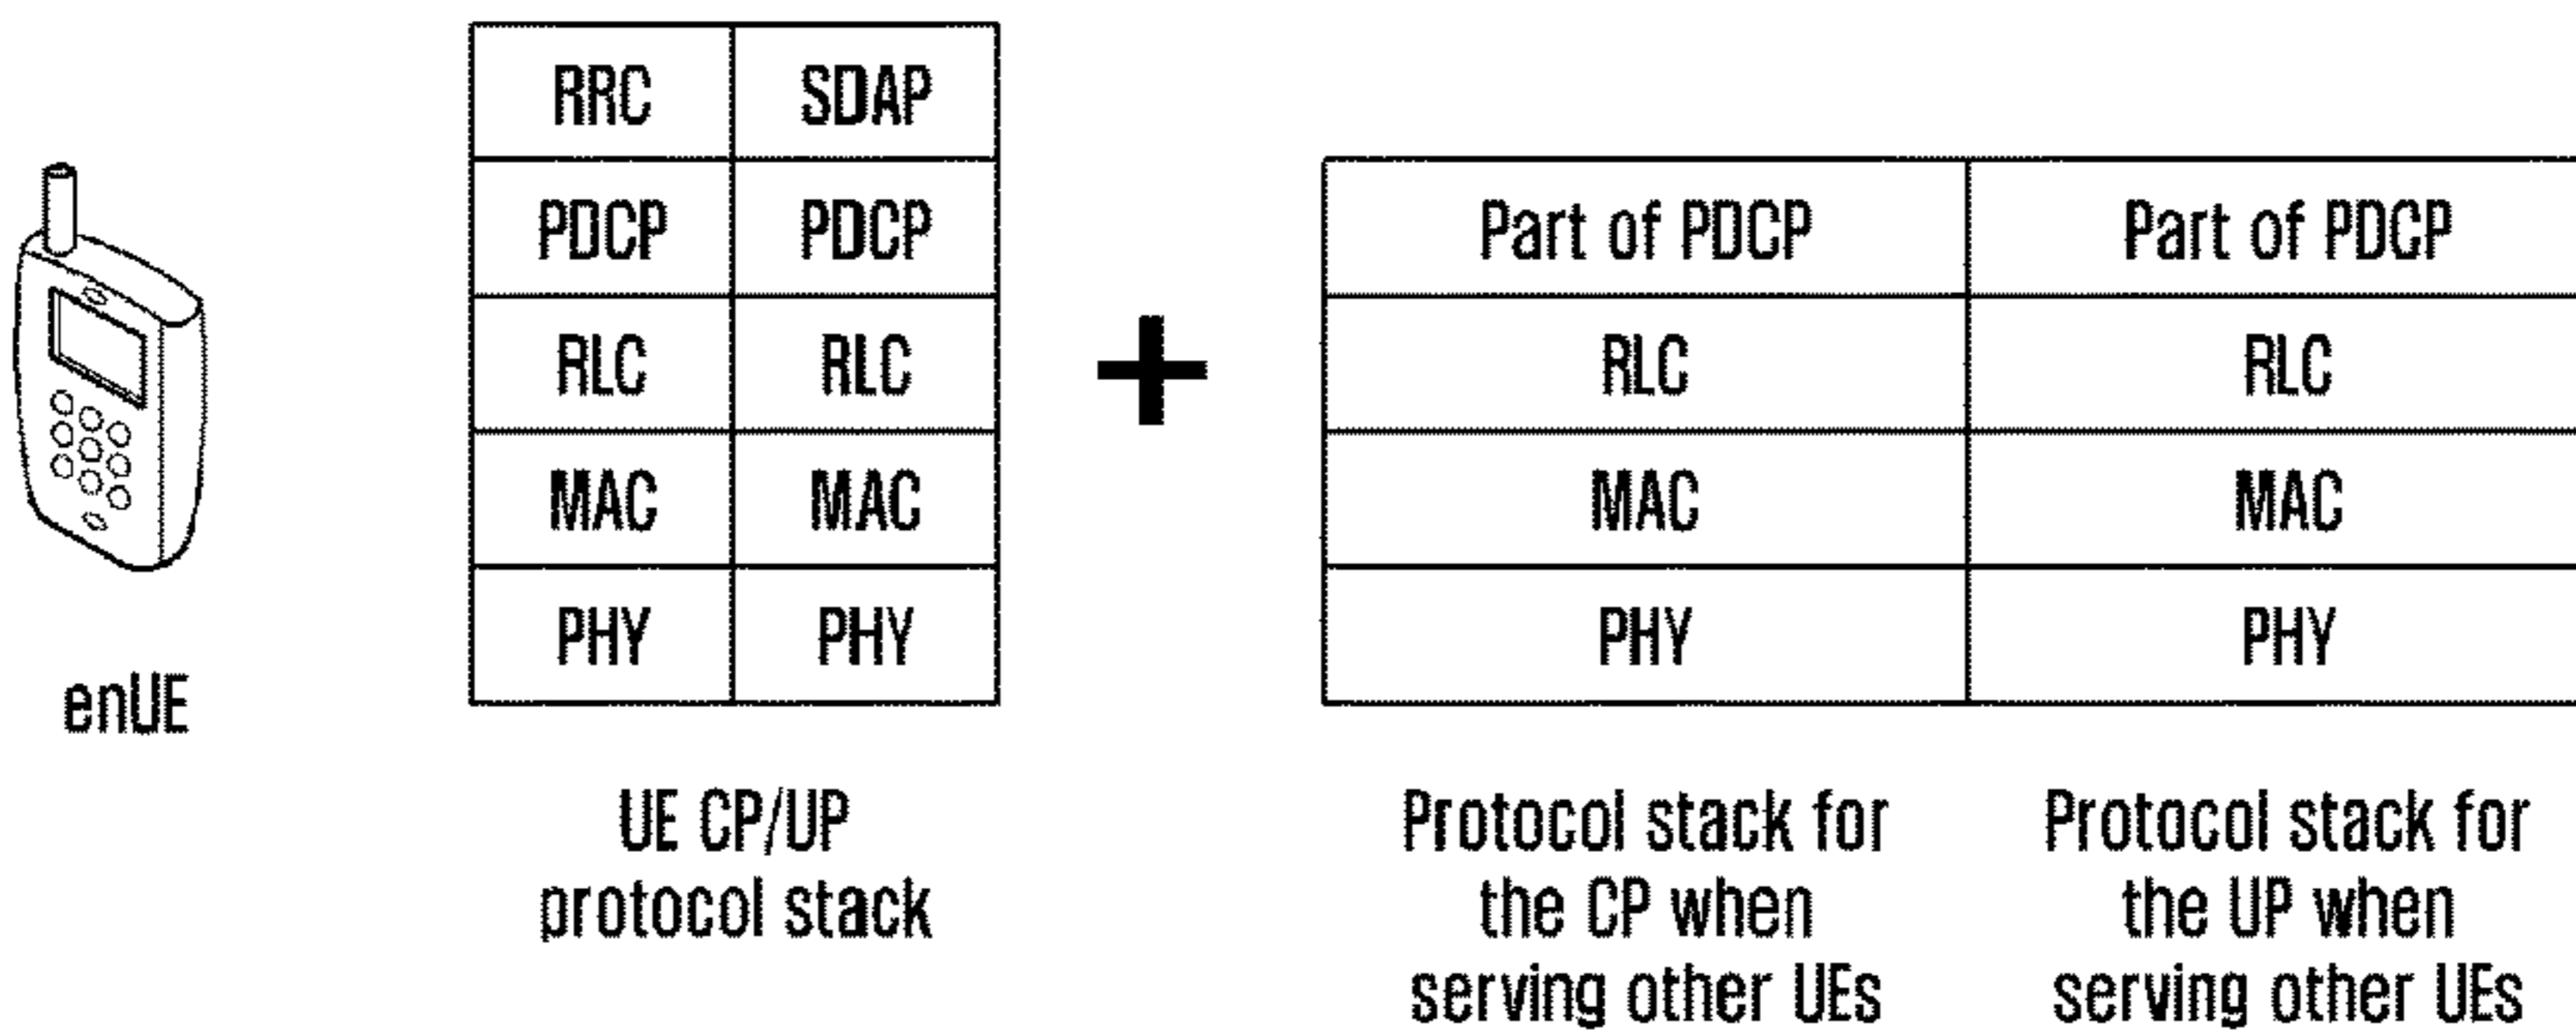 RRC SDAP
PDCP PDCP Part of PDCP Part of PDCP
RLC RLC RLC RLC
MAC MAC MAC MAC
PHY PHY PHY PHY
enUE
UE CP/UP
protocol stack
Protocol stack for
the CP when
serving other UEs
Protocol stack for
the UP when
serving other UEs